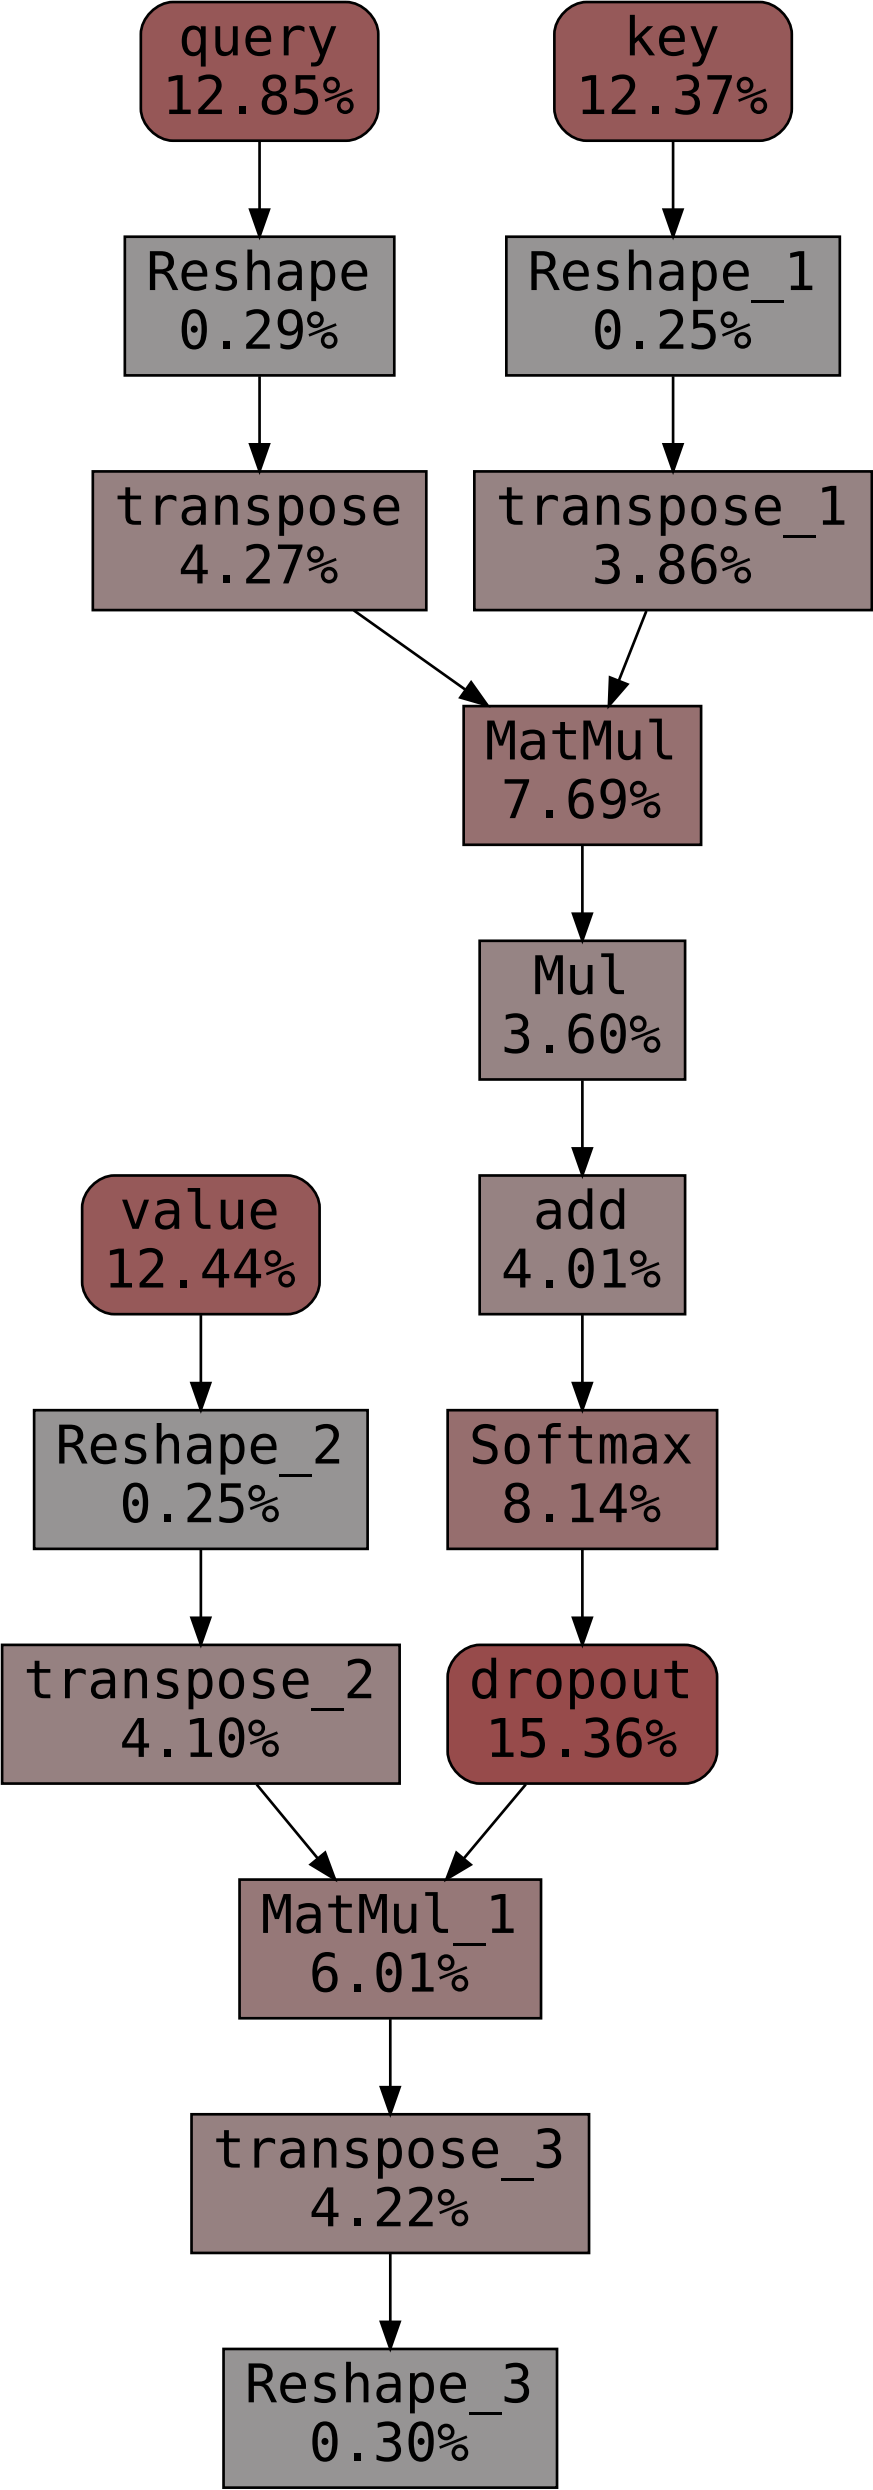 query
12.85%
key
12.37%
Reshape
0.29%
Reshape_1
0.25%
transpose
4.27%
transpose_1
3.86%
MatMul
7.69%
Mul
3.60%
add
4.01%
value
12.44%
Reshape_2
0.25%
Softmax
8.14%
transpose_2
4.10%
dropout
15.36%
MatMul_1
6.01%
transpose_3
4.22%
Reshape_3
0.30%